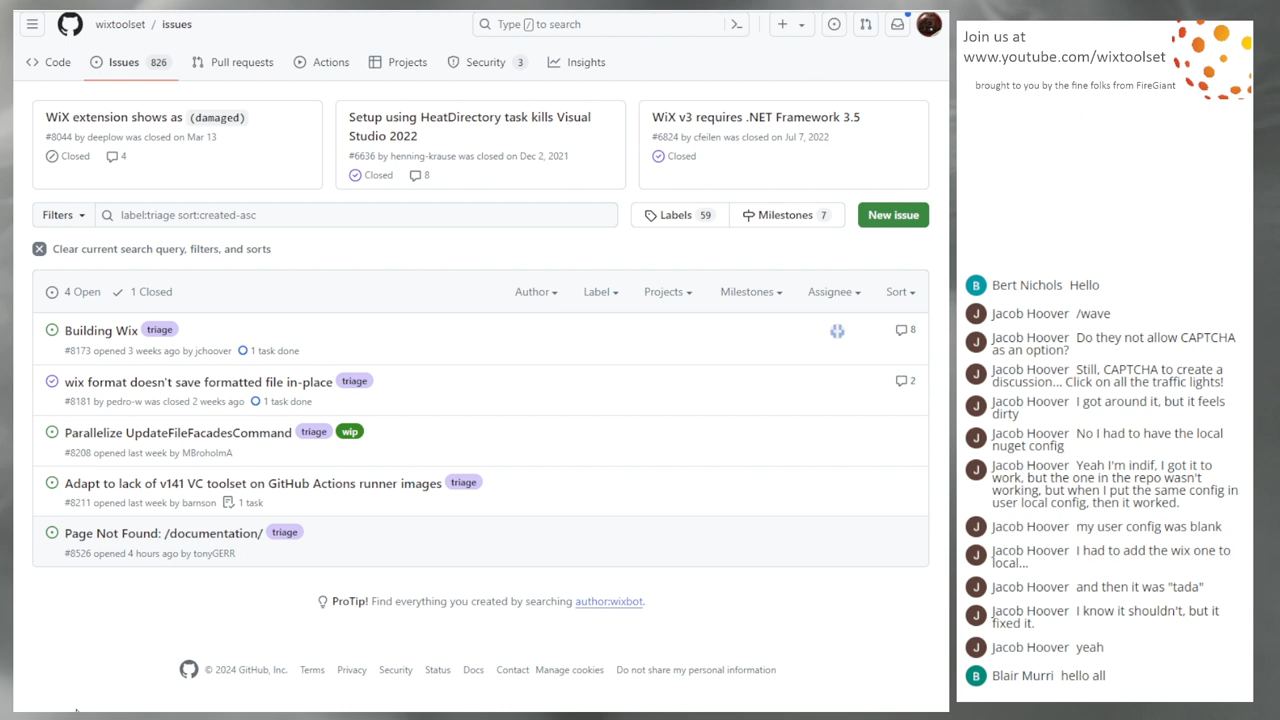 wixtoolset / issues
Type / to search
Code
Issues 826
Pull requests
Actions
Projects
Security 3
Insights
WiX extension shows as (damaged)
#8044 by deeplow was closed on Mar 13
Closed 4
Setup using HeatDirectory task kills Visual
Studio 2022
#6636 by henning-krause was closed on Dec 2, 2021
Closed 8
WiX v3 requires .NET Framework 3.5
#6824 by cfeilen was closed on Jul 7, 2022
Closed
Filters
label:triage sort:created-asc
Labels 59
Milestones 7
New issue
Clear current search query, filters, and sorts
4 Open 1 Closed
Author Label Projects Milestones Assignee Sort
Building Wix triage
8
#8173 opened 3 weeks ago by jchoover 1 task done
wix format doesn't save formatted file in-place triage
2
#8181 by pedro-w was closed 2 weeks ago 1 task done
Parallelize UpdateFileFacadesCommand triage wip
#8208 opened last week by MBroholmA
Adapt to lack of v141 VC toolset on GitHub Actions runner images triage
#8211 opened last week by barnson 1 task
Page Not Found: /documentation/ triage
#8526 opened 4 hours ago by tonyGERR
ProTip! Find everything you created by searching author:wixbot.
© 2024 GitHub, Inc. Terms Privacy Security Status Docs Contact Manage cookies Do not share my personal information
Join us at
www.youtube.com/wixtoolset
brought to you by the fine folks from FireGiant
B Bert Nichols Hello
J Jacob Hoover /wave
J Jacob Hoover Do they not allow CAPTCHA
as an option?
J Jacob Hoover Still, CAPTCHA to create a
discussion... Click on all the traffic lights!
J Jacob Hoover I got around it, but it feels
dirty
J Jacob Hoover No I had to have the local
nuget config
J Jacob Hoover Yeah I'm indif, I got it to
work, but the one in the repo wasn't
working, but when I put the same config in
user local config, then it worked.
J Jacob Hoover my user config was blank
J Jacob Hoover I had to add the wix one to
local...
J Jacob Hoover and then it was "tada"
J Jacob Hoover I know it shouldn't, but it
fixed it.
J Jacob Hoover yeah
B Blair Murri hello all